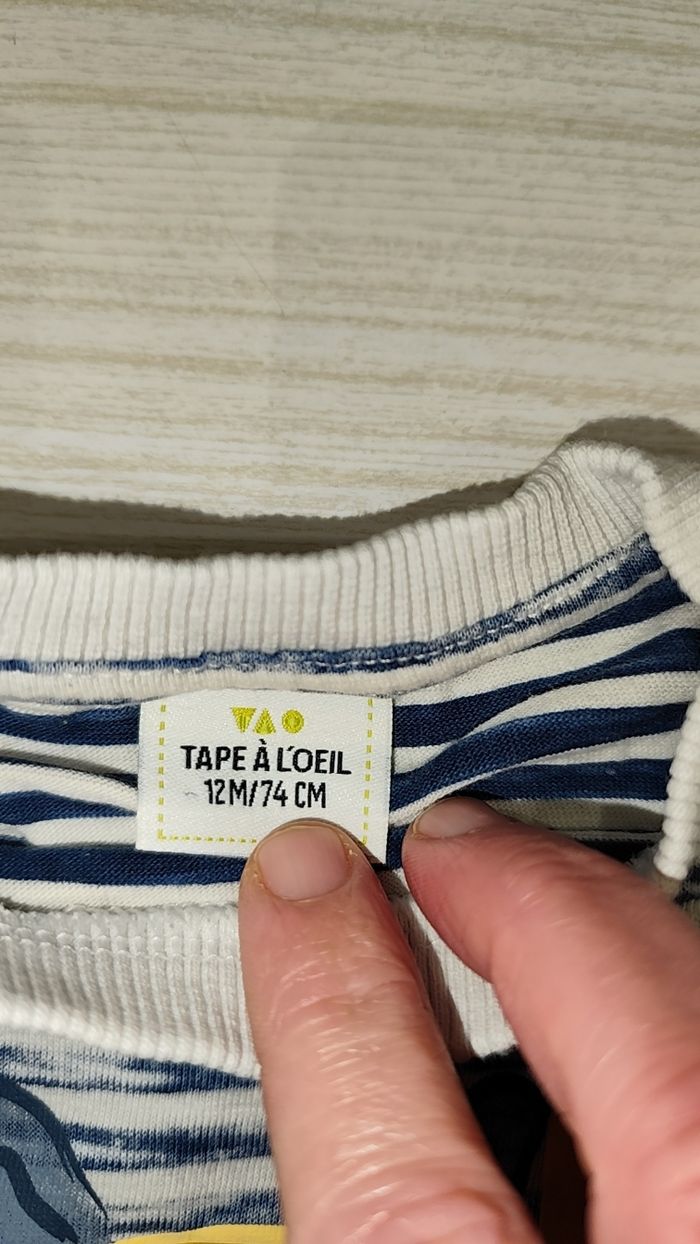 TAO
TAPE À L'OEIL
12M/74 CM